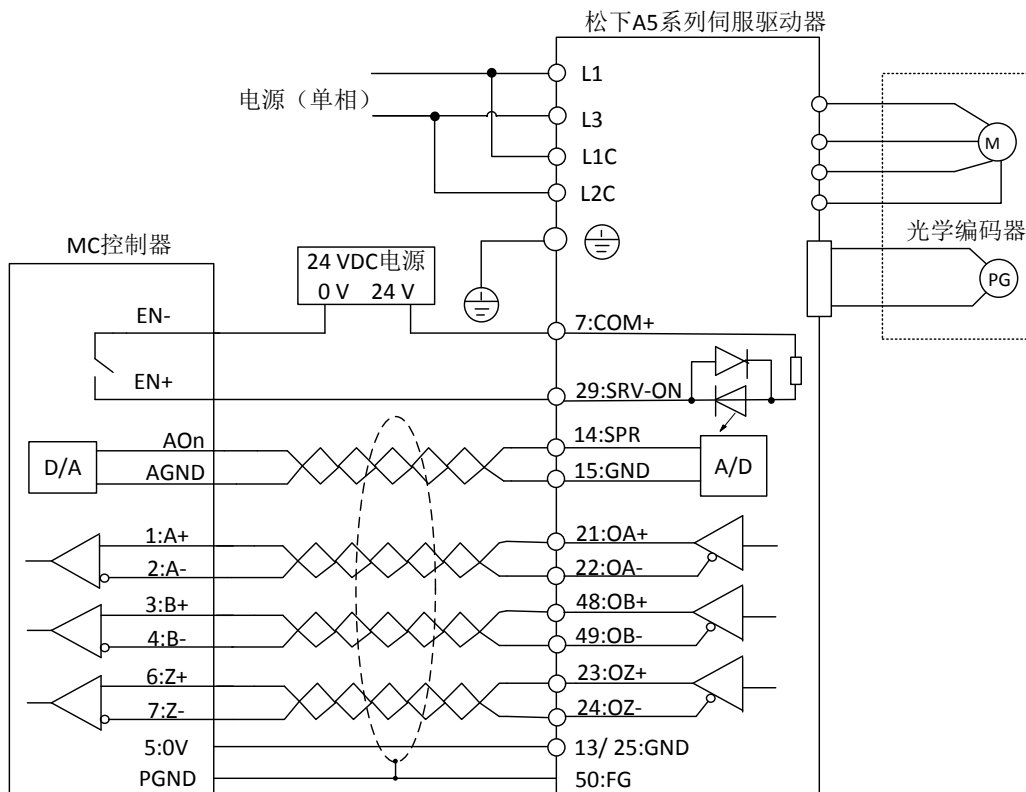 松下A5系列伺服驱动器
L1
电源（单相）
L3
L1C
L2C
M
光学编码器
PG
MC控制器
24 VDC电源
0 V 24 V
EN-
7:COM+
EN+
29:SRV-ON
AOn
14:SPR
D/A
A/D
AGND
15:GND
1:A+
21:OA+
2:A-
22:OA-
3:B+
48:OB+
4:B-
49:OB-
6:Z+
23:OZ+
7:Z-
24:OZ-
5:0V
13/ 25:GND
PGND
50:FG